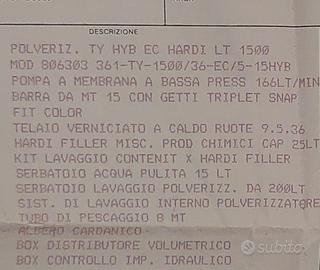 DESCRIZIONE
POLVERIZ. TY HYB EC HARDI LT 1500
MOD 806303 361-TY-1500/36-EC/5-15HYB
POMPA A MEMBRANA A BASSA PRESS 166LT/MIN
BARRA DA MT 15 CON GETTI TRIPLET SNAP
FIT COLOR
TELAIO VERNICIATO A CALDO RUOTE 9.5.36
HARDI FILLER MISC. PROD CHIMICI CAP 25LT
KIT LAVAGGIO CONTENIT X HARDI FILLER
SERBATOIO ACQUA PULITA 15 LT
SERBATOIO LAVAGGIO POLVERIZZ. DA 200LT
SIST. DI LAVAGGIO INTERNO POLVERIZZATORE
TUBO DI PESCAGGIO 8 MT
ALBERO CARDANICO
BOX DISTRIBUTORE VOLUMETRICO
BOX CONTROLLO IMP. IDRAULICO
subito